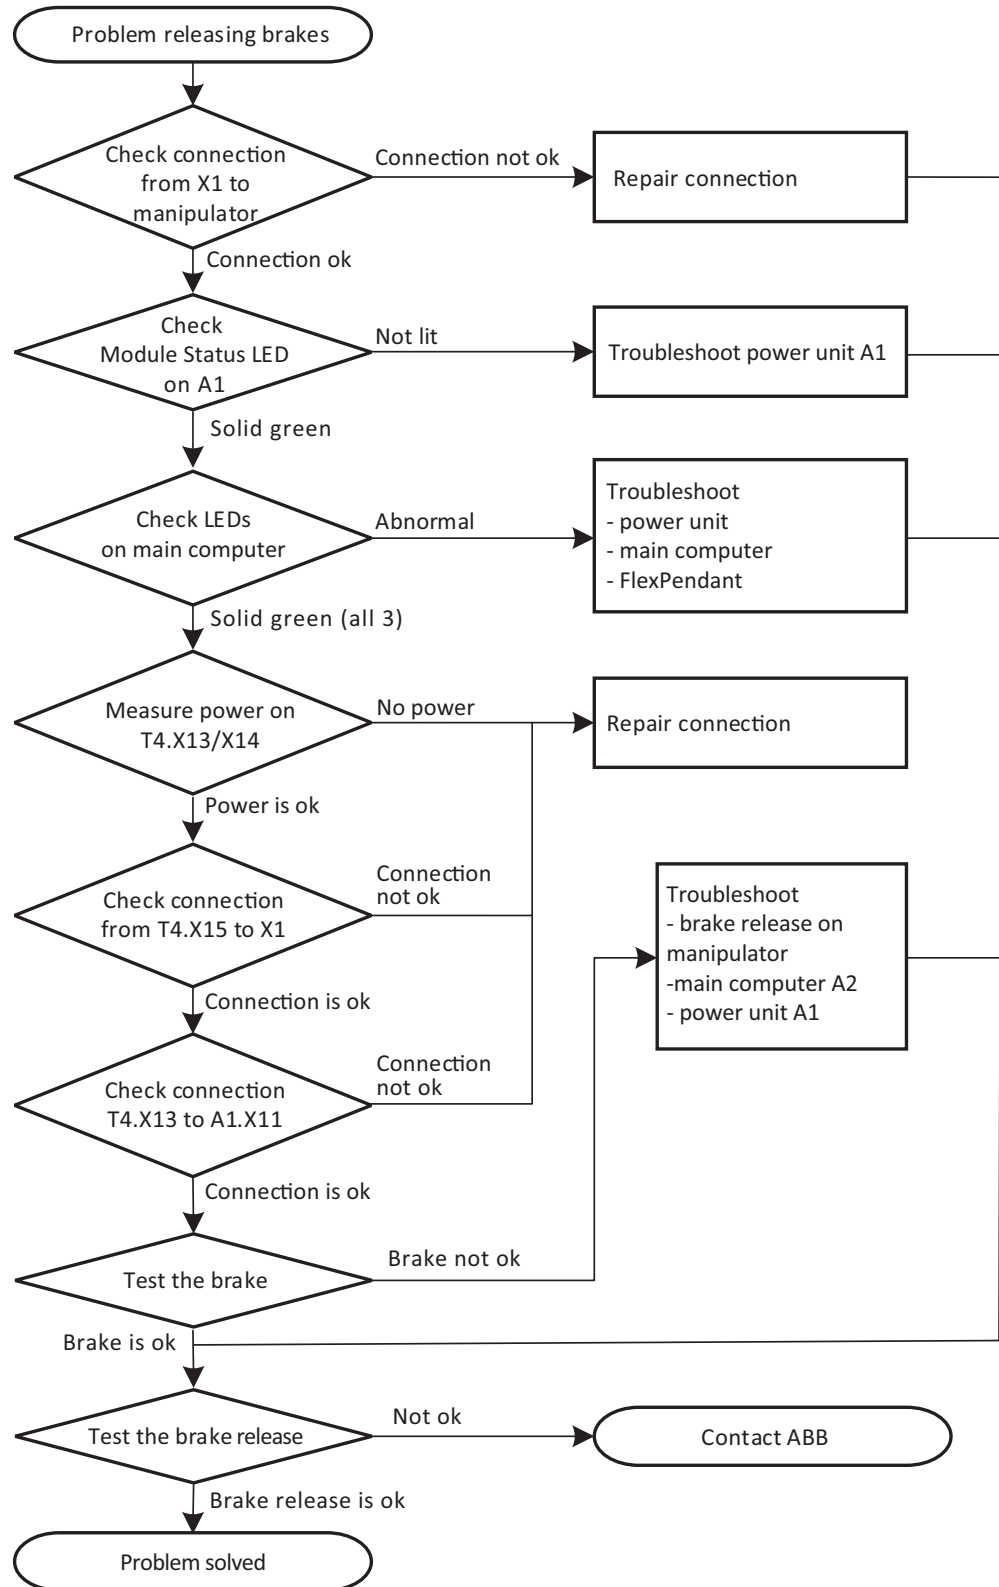 Problem releasing brakes
Check connection
from X1 to
manipulator
Connection not ok
Repair connection
Connection ok
Check
Module Status LED
on A1
Not lit
Troubleshoot power unit A1
Solid green
Check LEDs
on main computer
Abnormal
Troubleshoot
- power unit
- main computer
- FlexPendant
Solid green (all 3)
Measure power on
T4.X13/X14
No power
Repair connection
Power is ok
Check connection
from T4.X15 to X1
Connection
not ok
Troubleshoot
- brake release on
manipulator
-main computer A2
- power unit A1
Connection is ok
Check connection
T4.X13 to A1.X11
Connection
not ok
Connection is ok
Test the brake
Brake not ok
Brake is ok
Test the brake release
Not ok
Contact ABB
Brake release is ok
Problem solved